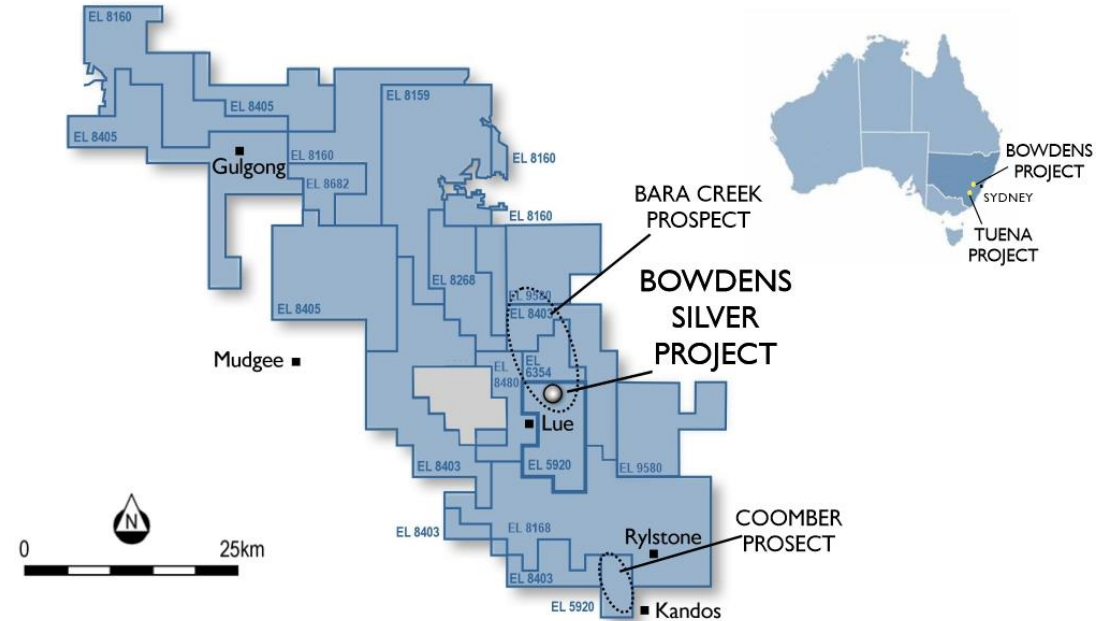 EL 8160
EL 8405
EL 8159
EL 8405
Gulgong
EL 8160
EL 8160
EL 8682
EL 8160
BARA CREEK
PROSPECT
BOWDENS
PROJECT
SYDNEY
TUENA
PROJECT
EL 8268
EL 9580
EL 8403
EL 8405
BOWDENS
SILVER
PROJECT
Mudgee
EL
6354
EL
8480
Lue
EL 8403
EL 5920
EL 9580
EL 8403
EL 8168
Rylstone
COOMBER
PROSECT
EL 8403
EL 5920
Kandos
N
0 25km